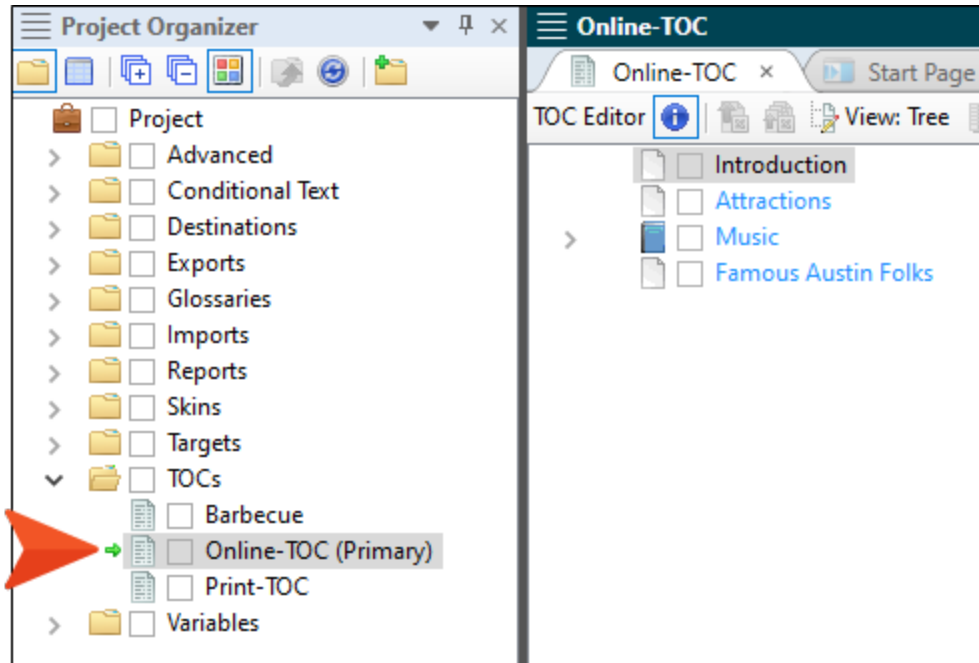 Project Organizer
Project
Advanced
Conditional Text
Destinations
Exports
Glossaries
Imports
Reports
Skins
Targets
TOCs
Barbecue
Online-TOC (Primary)
Print-TOC
Variables
Online-TOC
Online-TOC × Start Page
TOC Editor View: Tree
Introduction
Attractions
Music
Famous Austin Folks